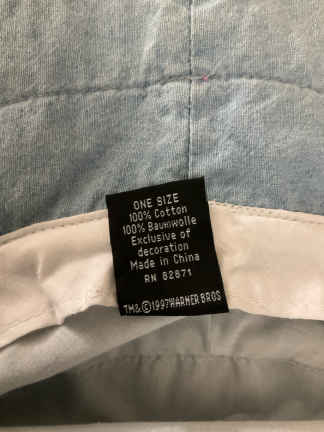 ONE SIZE
100% Cotton
100% Baumwolle
Exclusive of
decoration
Made in China
RN 82871
TM&©1997WARNER BROS